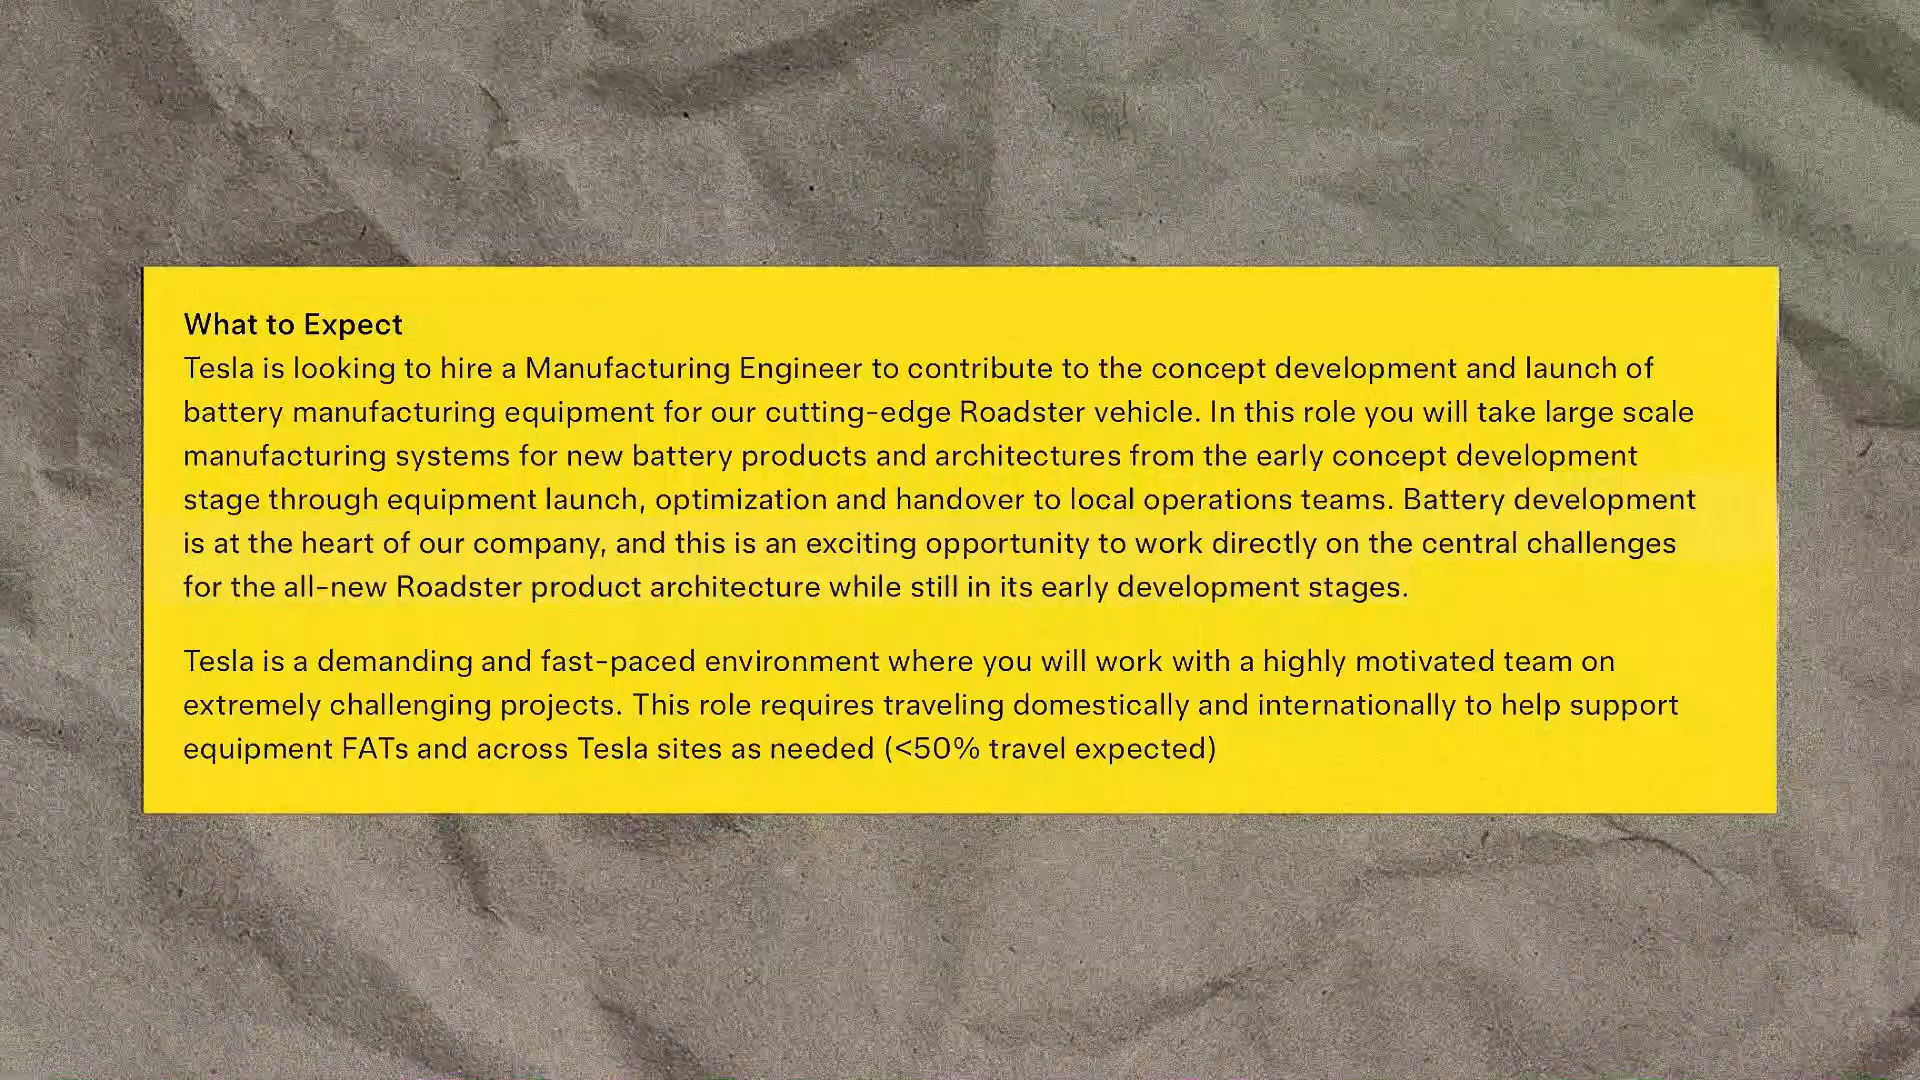 What to Expect
Tesla is looking to hire a Manufacturing Engineer to contribute to the concept development and launch of
battery manufacturing equipment for our cutting-edge Roadster vehicle. In this role you will take large scale
manufacturing systems for new battery products and architectures from the early concept development
stage through equipment launch, optimization and handover to local operations teams. Battery development
is at the heart of our company, and this is an exciting opportunity to work directly on the central challenges
for the all-new Roadster product architecture while still in its early development stages.
Tesla is a demanding and fast-paced environment where you will work with a highly motivated team on
extremely challenging projects. This role requires traveling domestically and internationally to help support
equipment FATs and across Tesla sites as needed (<50% travel expected)